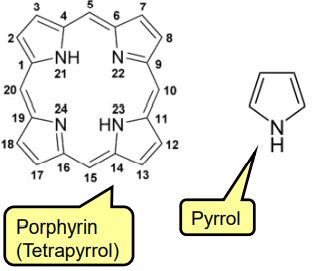 3 4 5 6 7
2 8
NH N
21 22
1 9
20 10
24 23
19 N HN 11
18 12
17 16 15 14 13
N
H
Porphyrin
(Tetrapyrrol)
Pyrrol